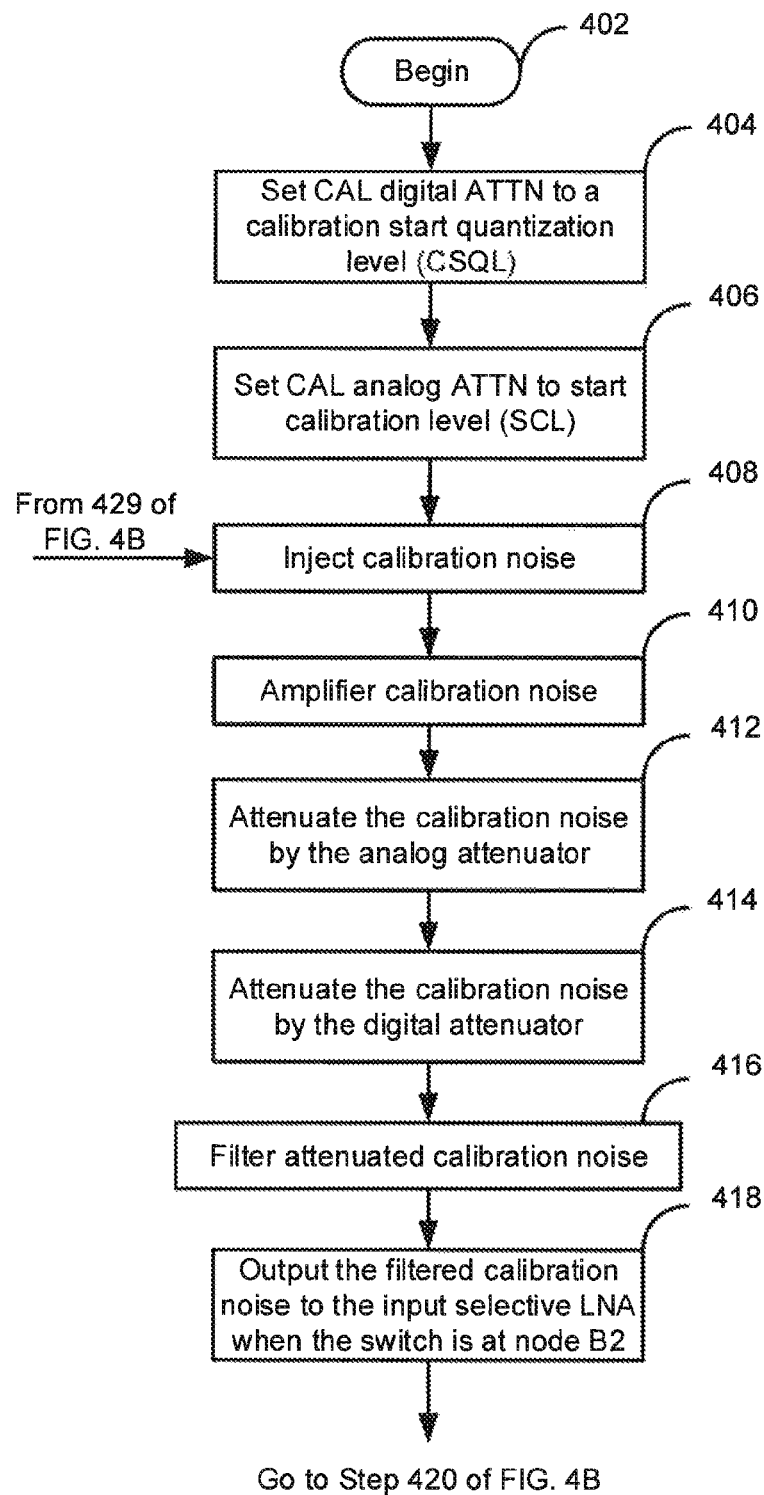 402
Begin
404
Set CAL digital ATTN to a
calibration start quantization
level (CSQL)
406
Set CAL analog ATTN to start
calibration level (SCL)
408
From 429 of
FIG. 4B
Inject calibration noise
410
Amplifier calibration noise
412
Attenuate the calibration noise
by the analog attenuator
414
Attenuate the calibration noise
by the digital attenuator
416
Filter attenuated calibration noise
418
Output the filtered calibration
noise to the input selective LNA
when the switch is at node B2
Go to Step 420 of FIG. 4B